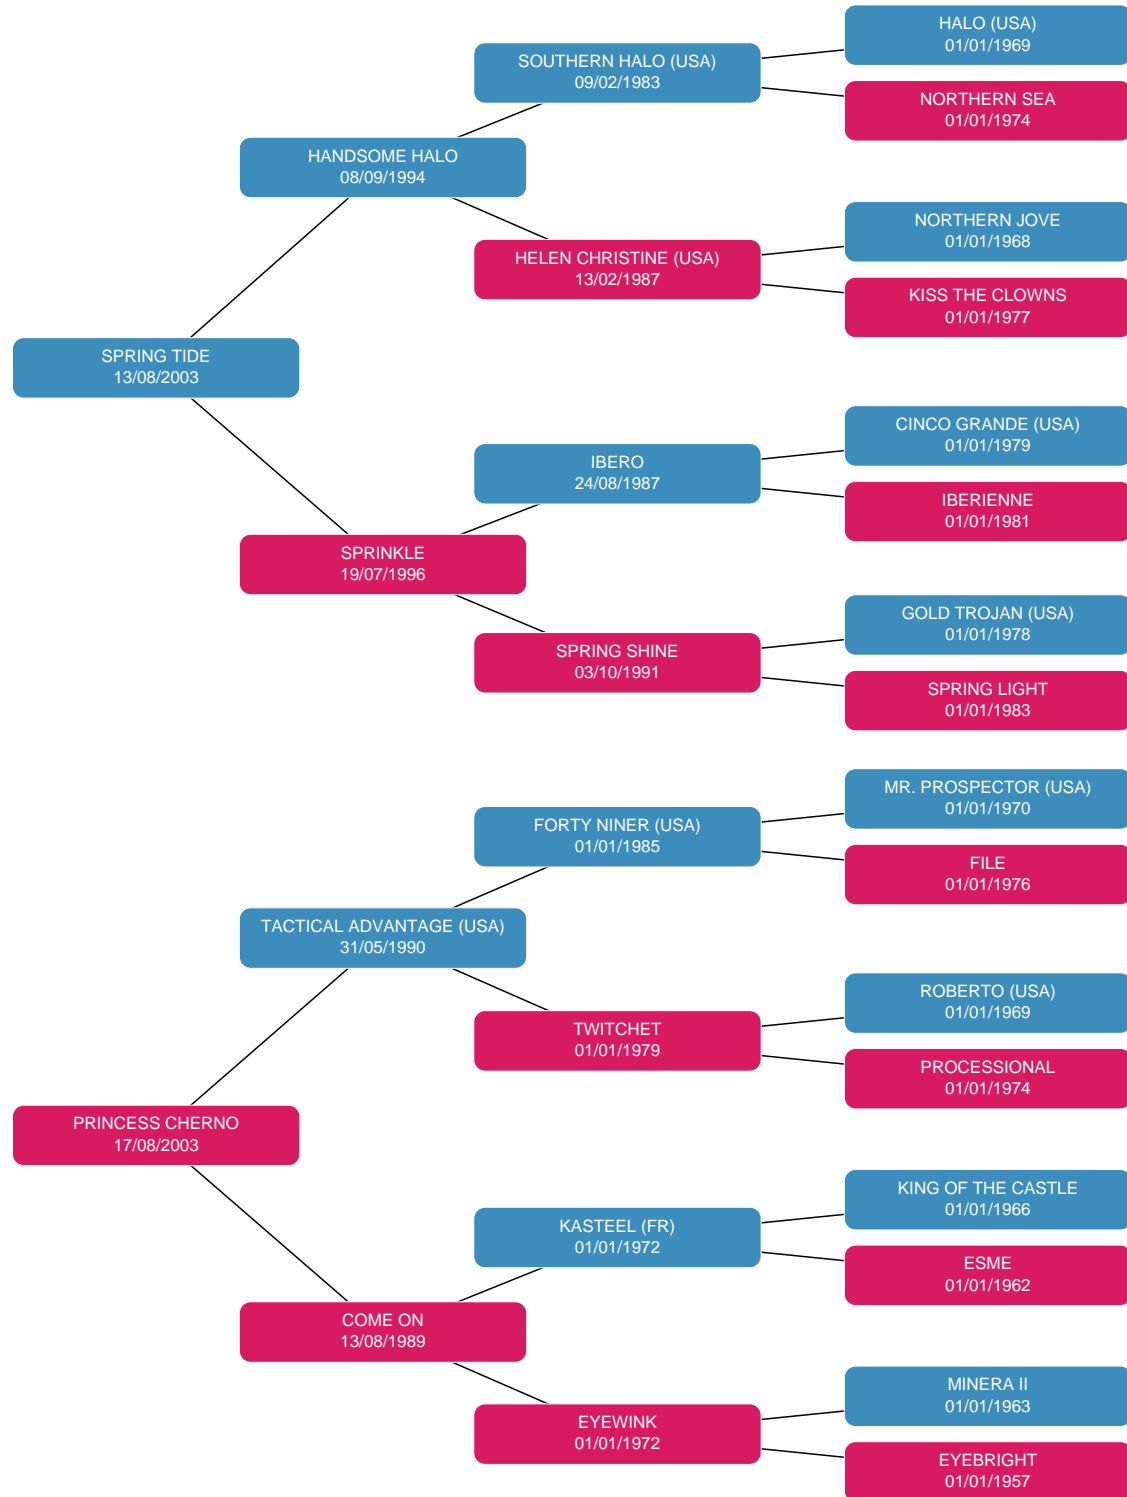 HALO (USA)
01/01/1969
SOUTHERN HALO (USA)
09/02/1983
NORTHERN SEA
01/01/1974
HANDSOME HALO
08/09/1994
NORTHERN JOVE
01/01/1968
HELEN CHRISTINE (USA)
13/02/1987
KISS THE CLOWNS
01/01/1977
SPRING TIDE
13/08/2003
CINCO GRANDE (USA)
01/01/1979
IBERO
24/08/1987
IBERIENNE
01/01/1981
SPRINKLE
19/07/1996
GOLD TROJAN (USA)
01/01/1978
SPRING SHINE
03/10/1991
SPRING LIGHT
01/01/1983
MR. PROSPECTOR (USA)
01/01/1970
FORTY NINER (USA)
01/01/1985
FILE
01/01/1976
TACTICAL ADVANTAGE (USA)
31/05/1990
ROBERTO (USA)
01/01/1969
TWITCHET
01/01/1979
PROCESSIONAL
01/01/1974
PRINCESS CHERNO
17/08/2003
KING OF THE CASTLE
01/01/1966
KASTEEL (FR)
01/01/1972
ESME
01/01/1962
COME ON
13/08/1989
MINERA II
01/01/1963
EYEWINK
01/01/1972
EYEBRIGHT
01/01/1957